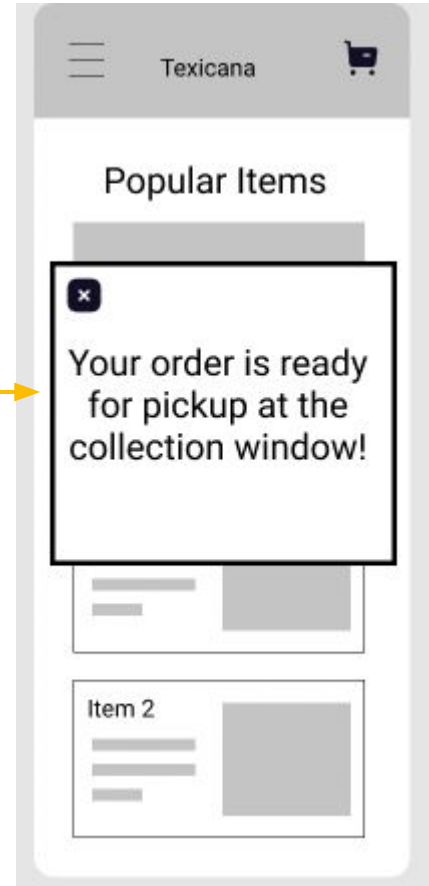 Texicana
Popular Items
Your order is ready
for pickup at the
collection window!
Item 2